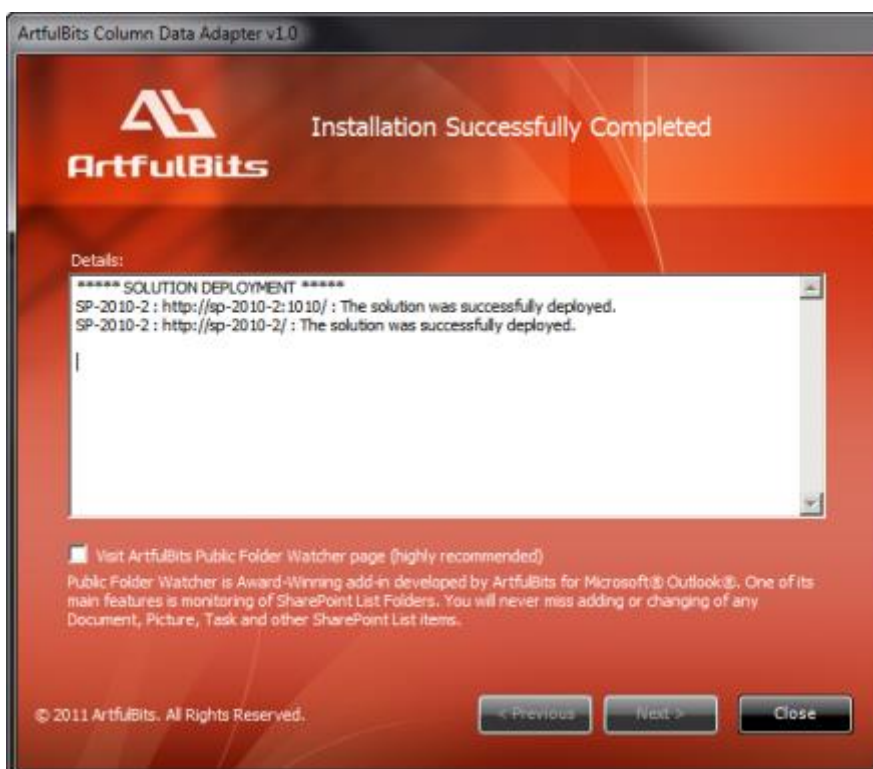 ArtfulBits Column Data Adapter v1.0
ArtfulBits
Installation Successfully Completed
Details:
***** SOLUTION DEPLOYMENT *****
SP-2010-2 : http://sp-2010-2:1010/ : The solution was successfully deployed.
SP-2010-2 : http://sp-2010-2/ : The solution was successfully deployed.
Visit ArtfulBits Public Folder Watcher page (highly recommended)
Public Folder Watcher is Award-Winning add-in developed by ArtfulBits for Microsoft® Outlook®. One of its
main features is monitoring of SharePoint List Folders. You will never miss adding or changing of any
Document, Picture, Task and other SharePoint List items.
© 2011 ArtfulBits. All Rights Reserved.
< Previous
Next >
Close